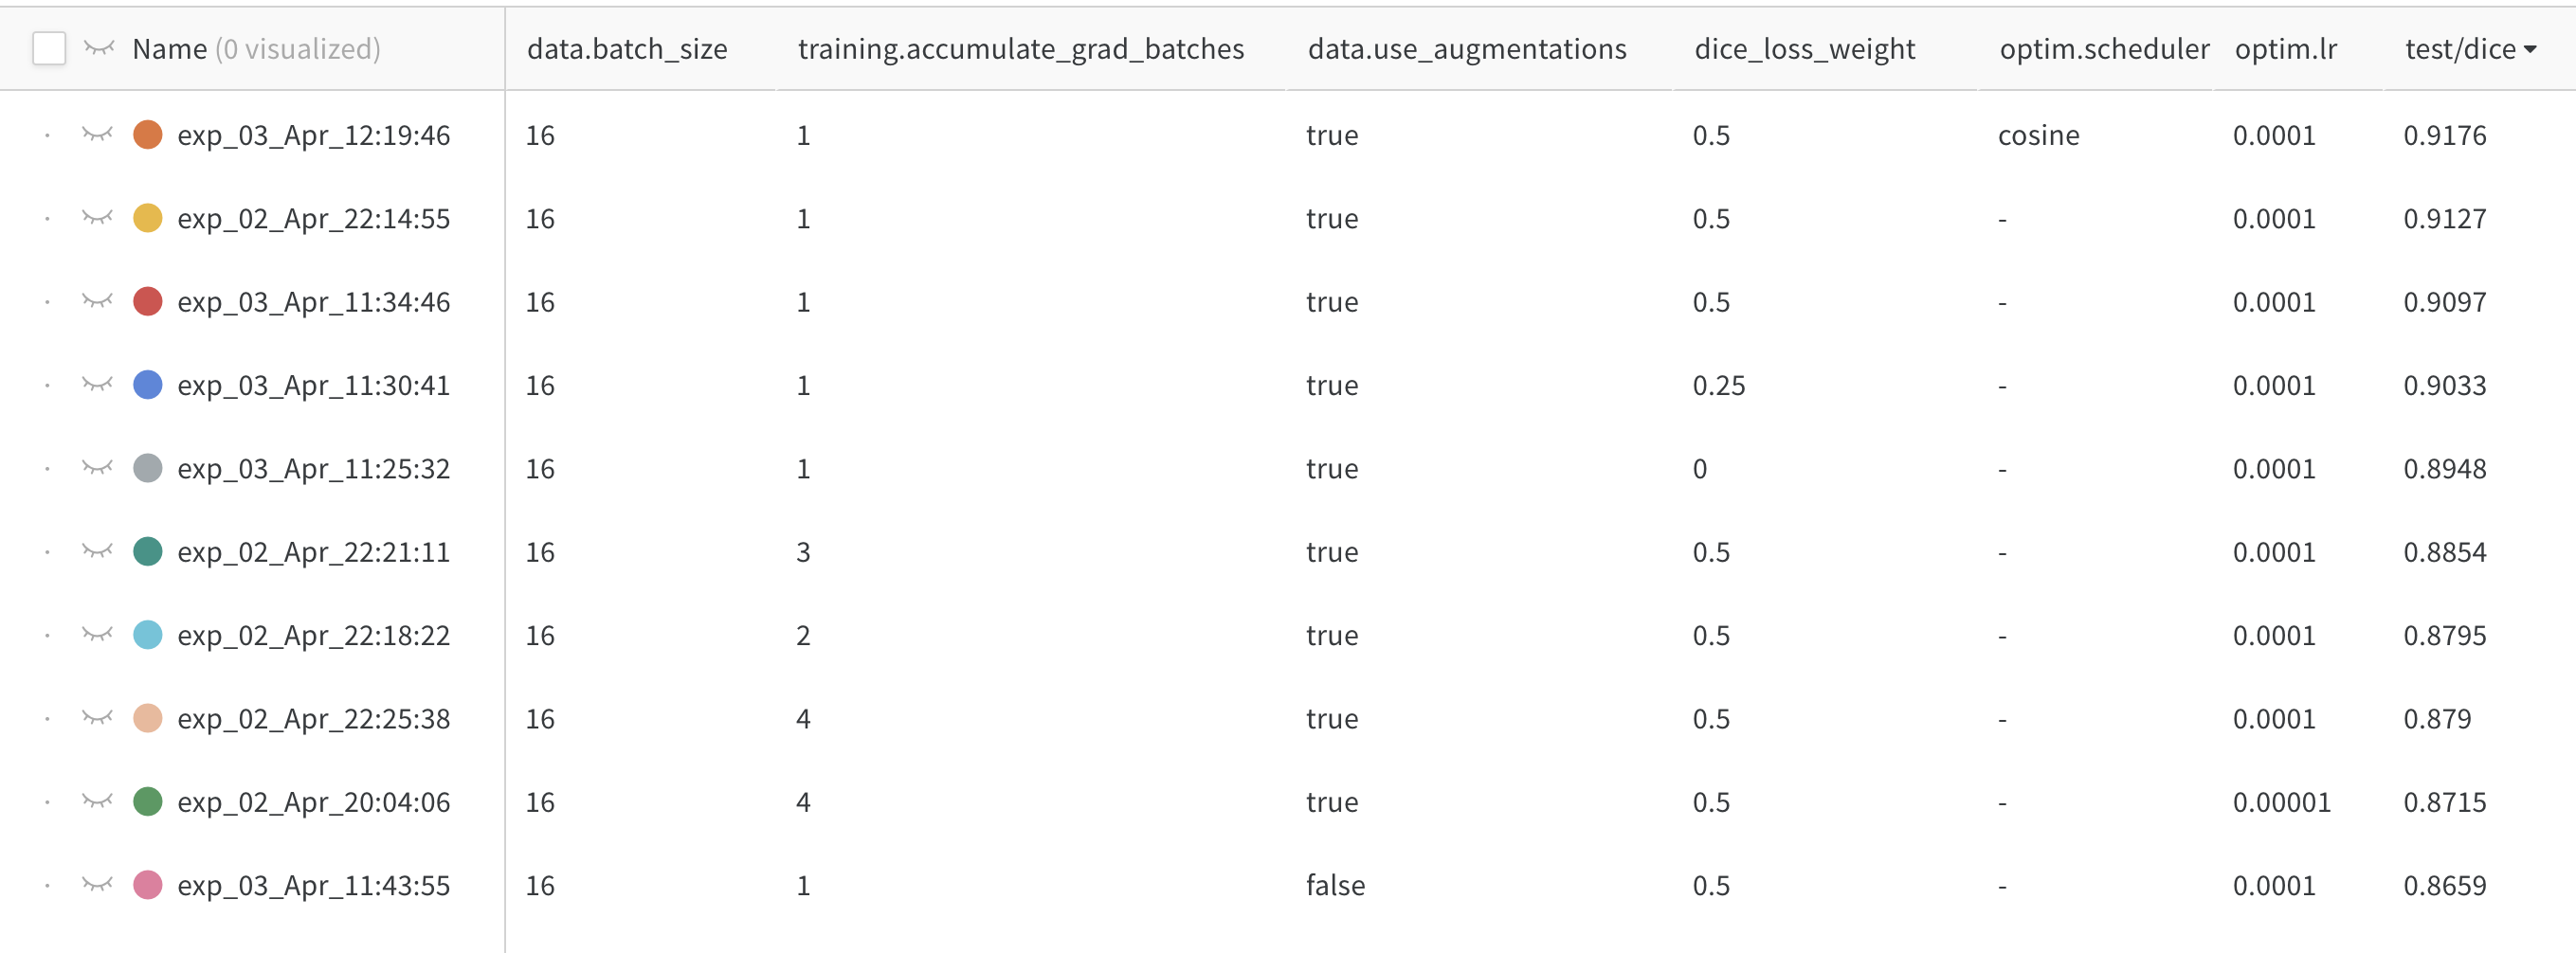 Name (0 visualized) data.batch_size training.accumulate_grad_batches data.use_augmentations dice_loss_weight optim.scheduler optim.lr test/dice
exp_03_Apr_12:19:46 16 1 true 0.5 cosine 0.0001 0.9176
exp_02_Apr_22:14:55 16 1 true 0.5 - 0.0001 0.9127
exp_03_Apr_11:34:46 16 1 true 0.5 - 0.0001 0.9097
exp_03_Apr_11:30:41 16 1 true 0.25 - 0.0001 0.9033
exp_03_Apr_11:25:32 16 1 true 0 - 0.0001 0.8948
exp_02_Apr_22:21:11 16 3 true 0.5 - 0.0001 0.8854
exp_02_Apr_22:18:22 16 2 true 0.5 - 0.0001 0.8795
exp_02_Apr_22:25:38 16 4 true 0.5 - 0.0001 0.879
exp_02_Apr_20:04:06 16 4 true 0.5 - 0.00001 0.8715
exp_03_Apr_11:43:55 16 1 false 0.5 - 0.0001 0.8659